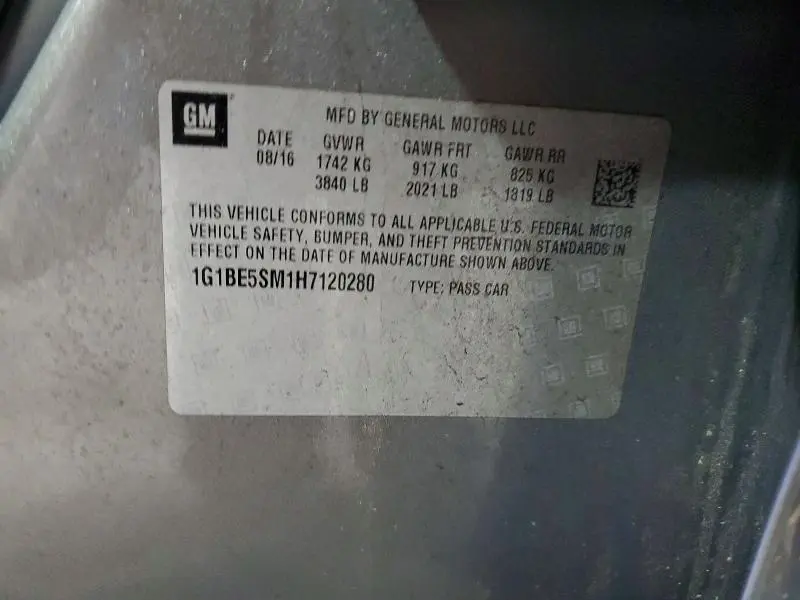 GM
MFD BY GENERAL MOTORS LLC
DATE GVWR GAWR FRT GAWR RR
08/16 1742 KG 917 KG 825 KG
3840 LB 2021 LB 1819 LB
THIS VEHICLE CONFORMS TO ALL APPLICABLE U.S. FEDERAL MOTOR
VEHICLE SAFETY, BUMPER, AND THEFT PREVENTION STANDARDS IN
EFFECT ON THE DATE OF MANUFACTURE SHOWN ABOVE.
1G1BE5SM1H7120280 TYPE: PASS CAR